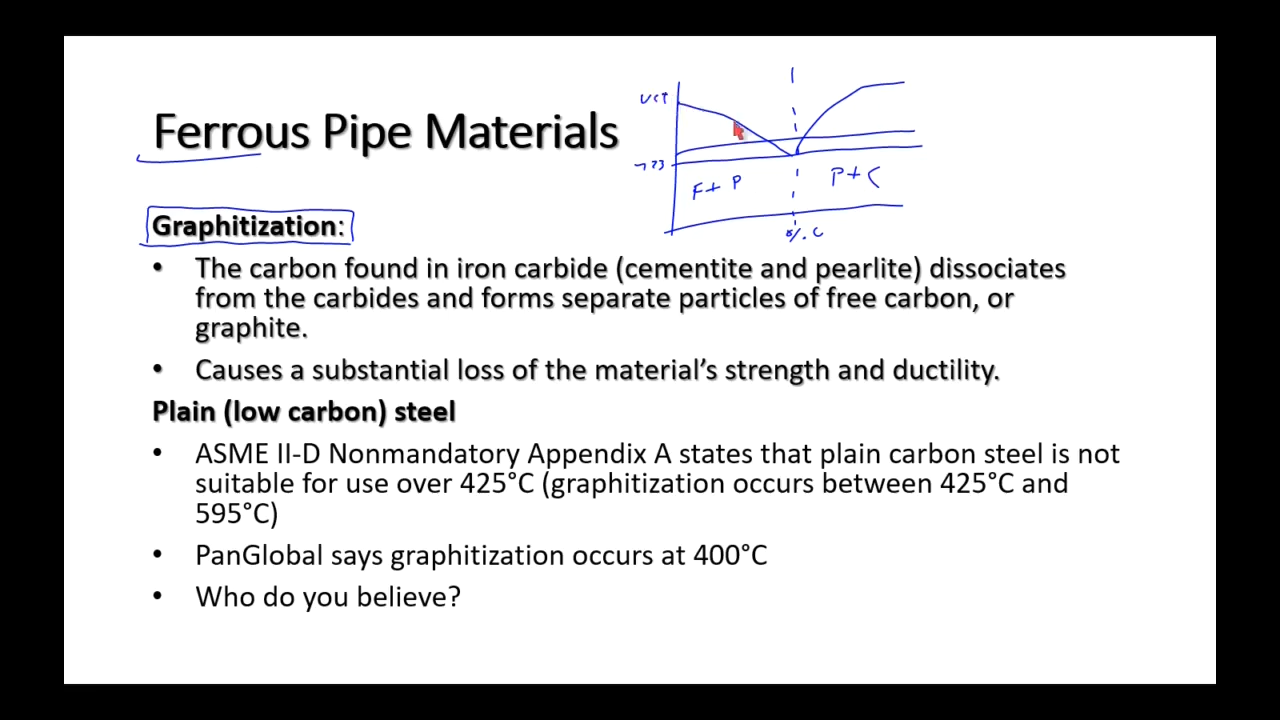 Ferrous Pipe Materials
UCT
723
F+ P
P+C
%. C
Graphitization:
• The carbon found in iron carbide (cementite and pearlite) dissociates
from the carbides and forms separate particles of free carbon, or
graphite.
• Causes a substantial loss of the material’s strength and ductility.
Plain (low carbon) steel
• ASME II-D Nonmandatory Appendix A states that plain carbon steel is not
suitable for use over 425°C (graphitization occurs between 425°C and
595°C)
• PanGlobal says graphitization occurs at 400°C
• Who do you believe?